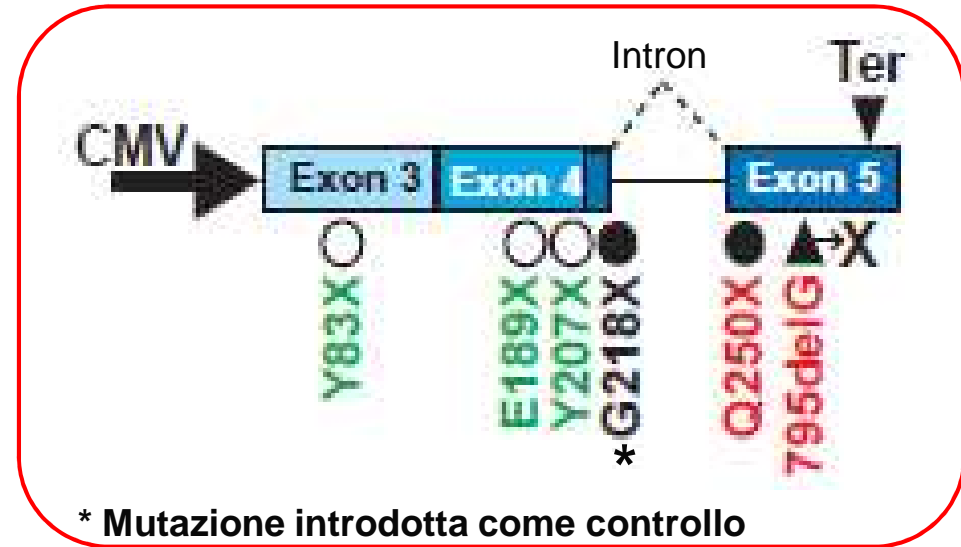 Intron
Ter
CMV
Exon 3
Exon 4
Exon 5
X
Y83X
E189X
Y207X
G218X
*
Q250X
795delG
* Mutazione introdotta come controllo